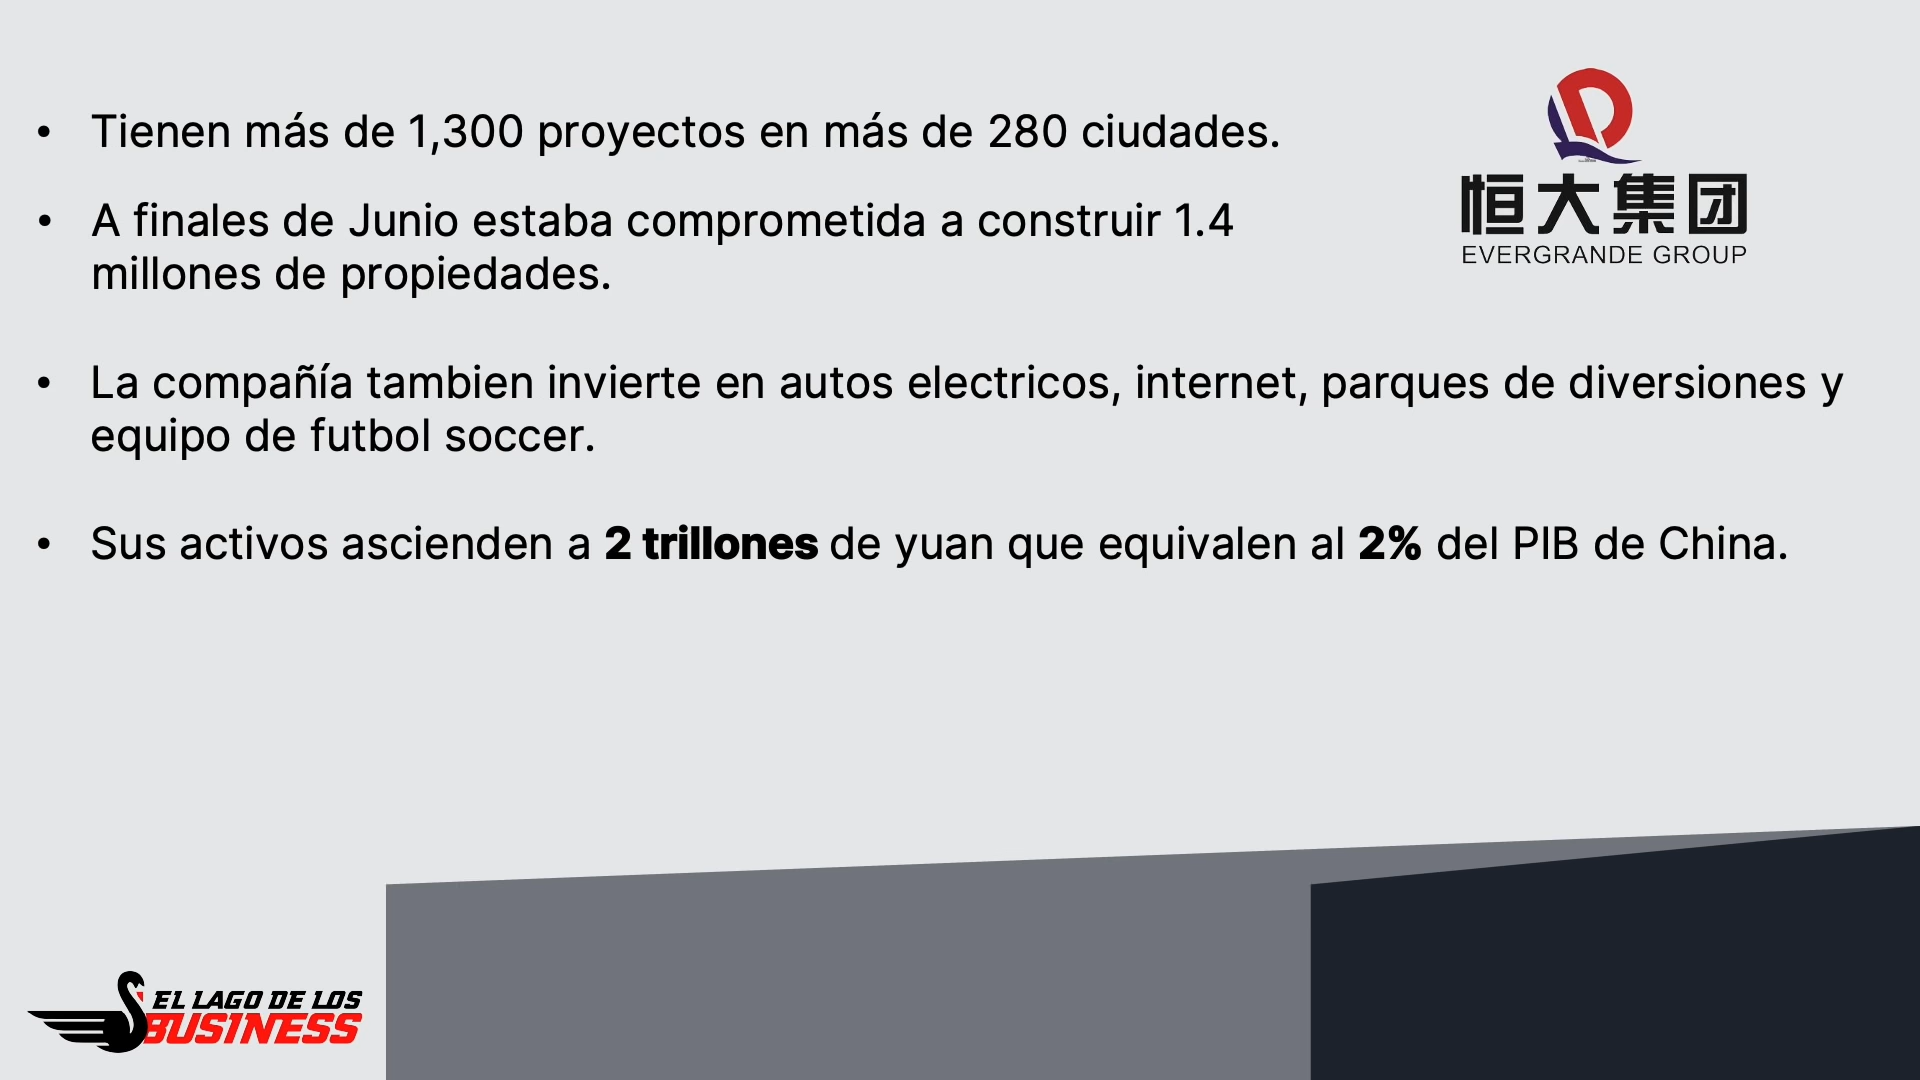 • Tienen más de 1,300 proyectos en más de 280 ciudades.
• A finales de Junio estaba comprometida a construir 1.4
millones de propiedades.
恒大集团
EVERGRANDE GROUP
• La compañía tambien invierte en autos electricos, internet, parques de diversiones y
equipo de futbol soccer.
• Sus activos ascienden a 2 trillones de yuan que equivalen al 2% del PIB de China.
EL LAGO DE LOS
BUSINESS